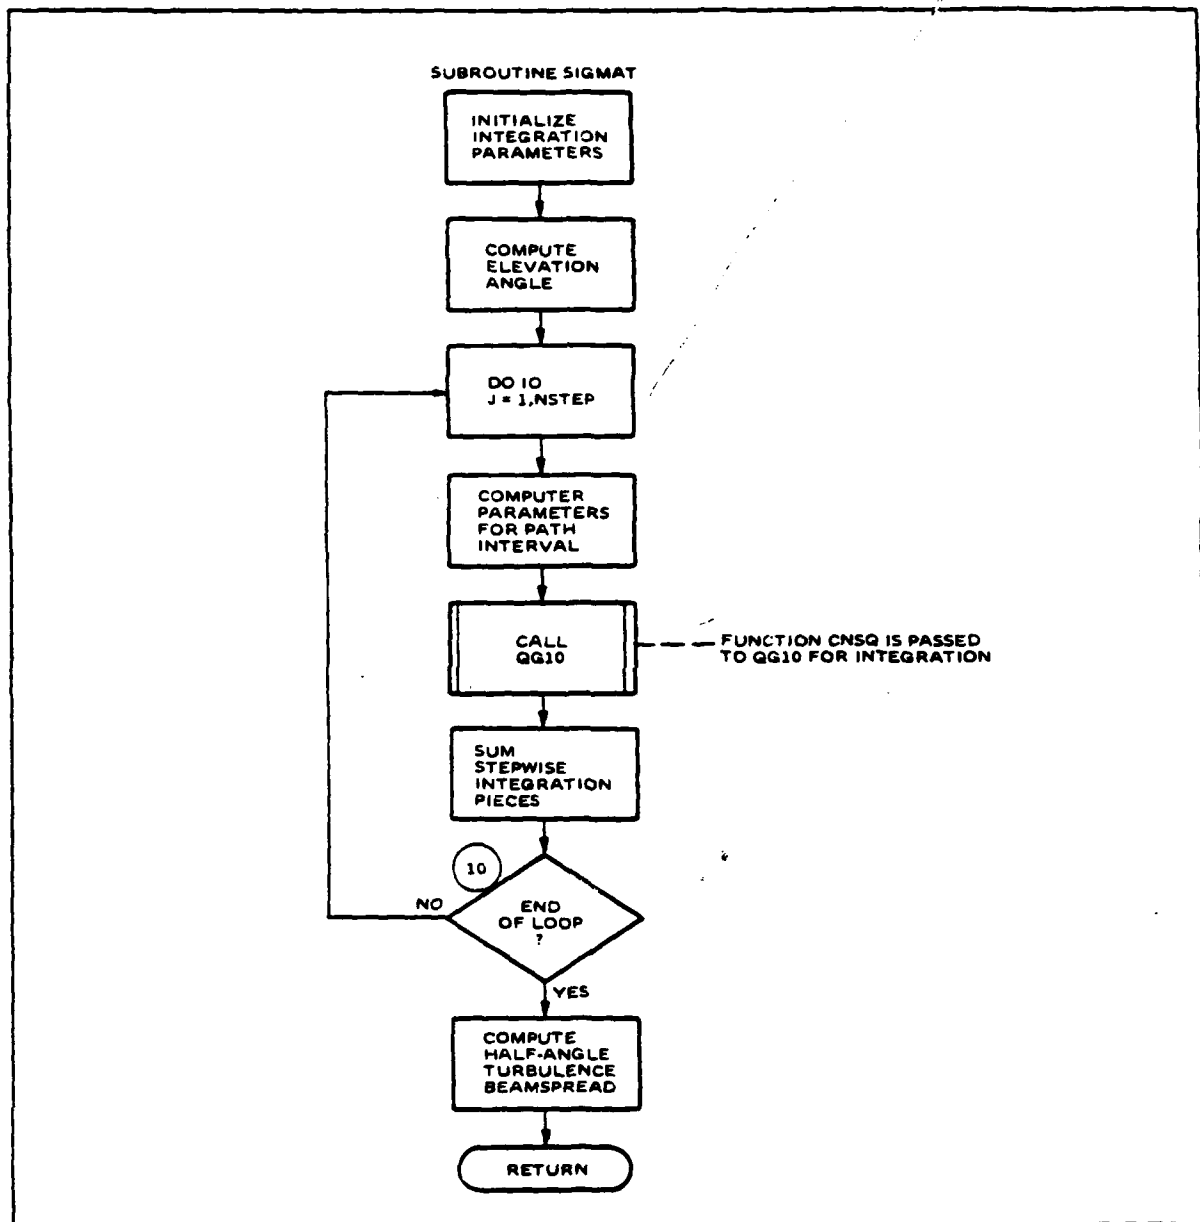 SUBROUTINE SIGMAT
INITIALIZE
INTEGRATION
PARAMETERS
COMPUTE
ELEVATION
ANGLE
DO 10
J = 1,NSTEP
COMPUTER
PARAMETERS
FOR PATH
INTERVAL
CALL
QG10
FUNCTION CNSQ IS PASSED
TO QG10 FOR INTEGRATION
SUM
STEPWISE
INTEGRATION
PIECES
10
NO
END
OF LOOP
?
YES
COMPUTE
HALF-ANGLE
TURBULENCE
BEAMSPREAD
RETURN